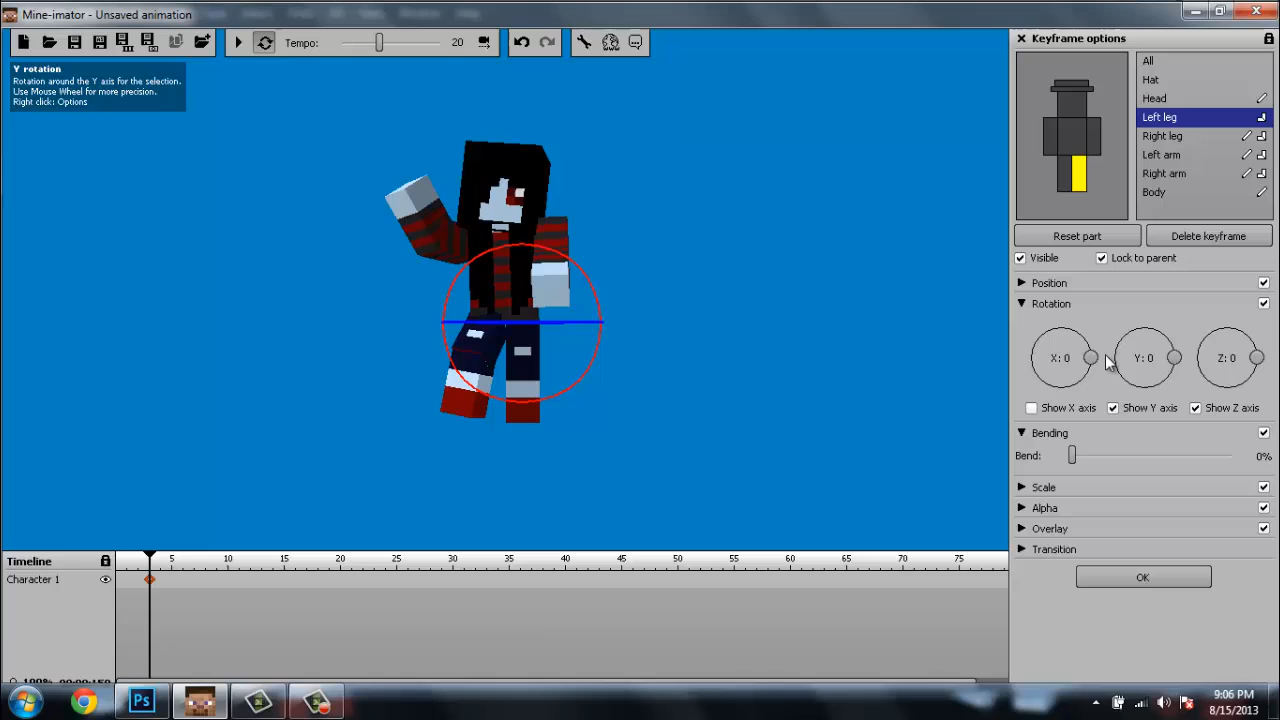 Mine-imator - Unsaved animation
Tempo: 20
Y rotation
Rotation around the Y axis for the selection.
Use Mouse Wheel for more precision.
Right click: Options
Keyframe options
All
Hat
Head
Left leg
Right leg
Left arm
Right arm
Body
Reset part Delete keyframe
Visible Lock to parent
Position
Rotation
X: 0 Y: 0 Z: 0
Show X axis Show Y axis Show Z axis
Bending
Bend: 0%
Scale
Alpha
Overlay
Transition
OK
Timeline 5 10 15 20 25 30 35 40 45 50 55 60 65 70 75
Character 1
Ps
9:06 PM
8/15/2013